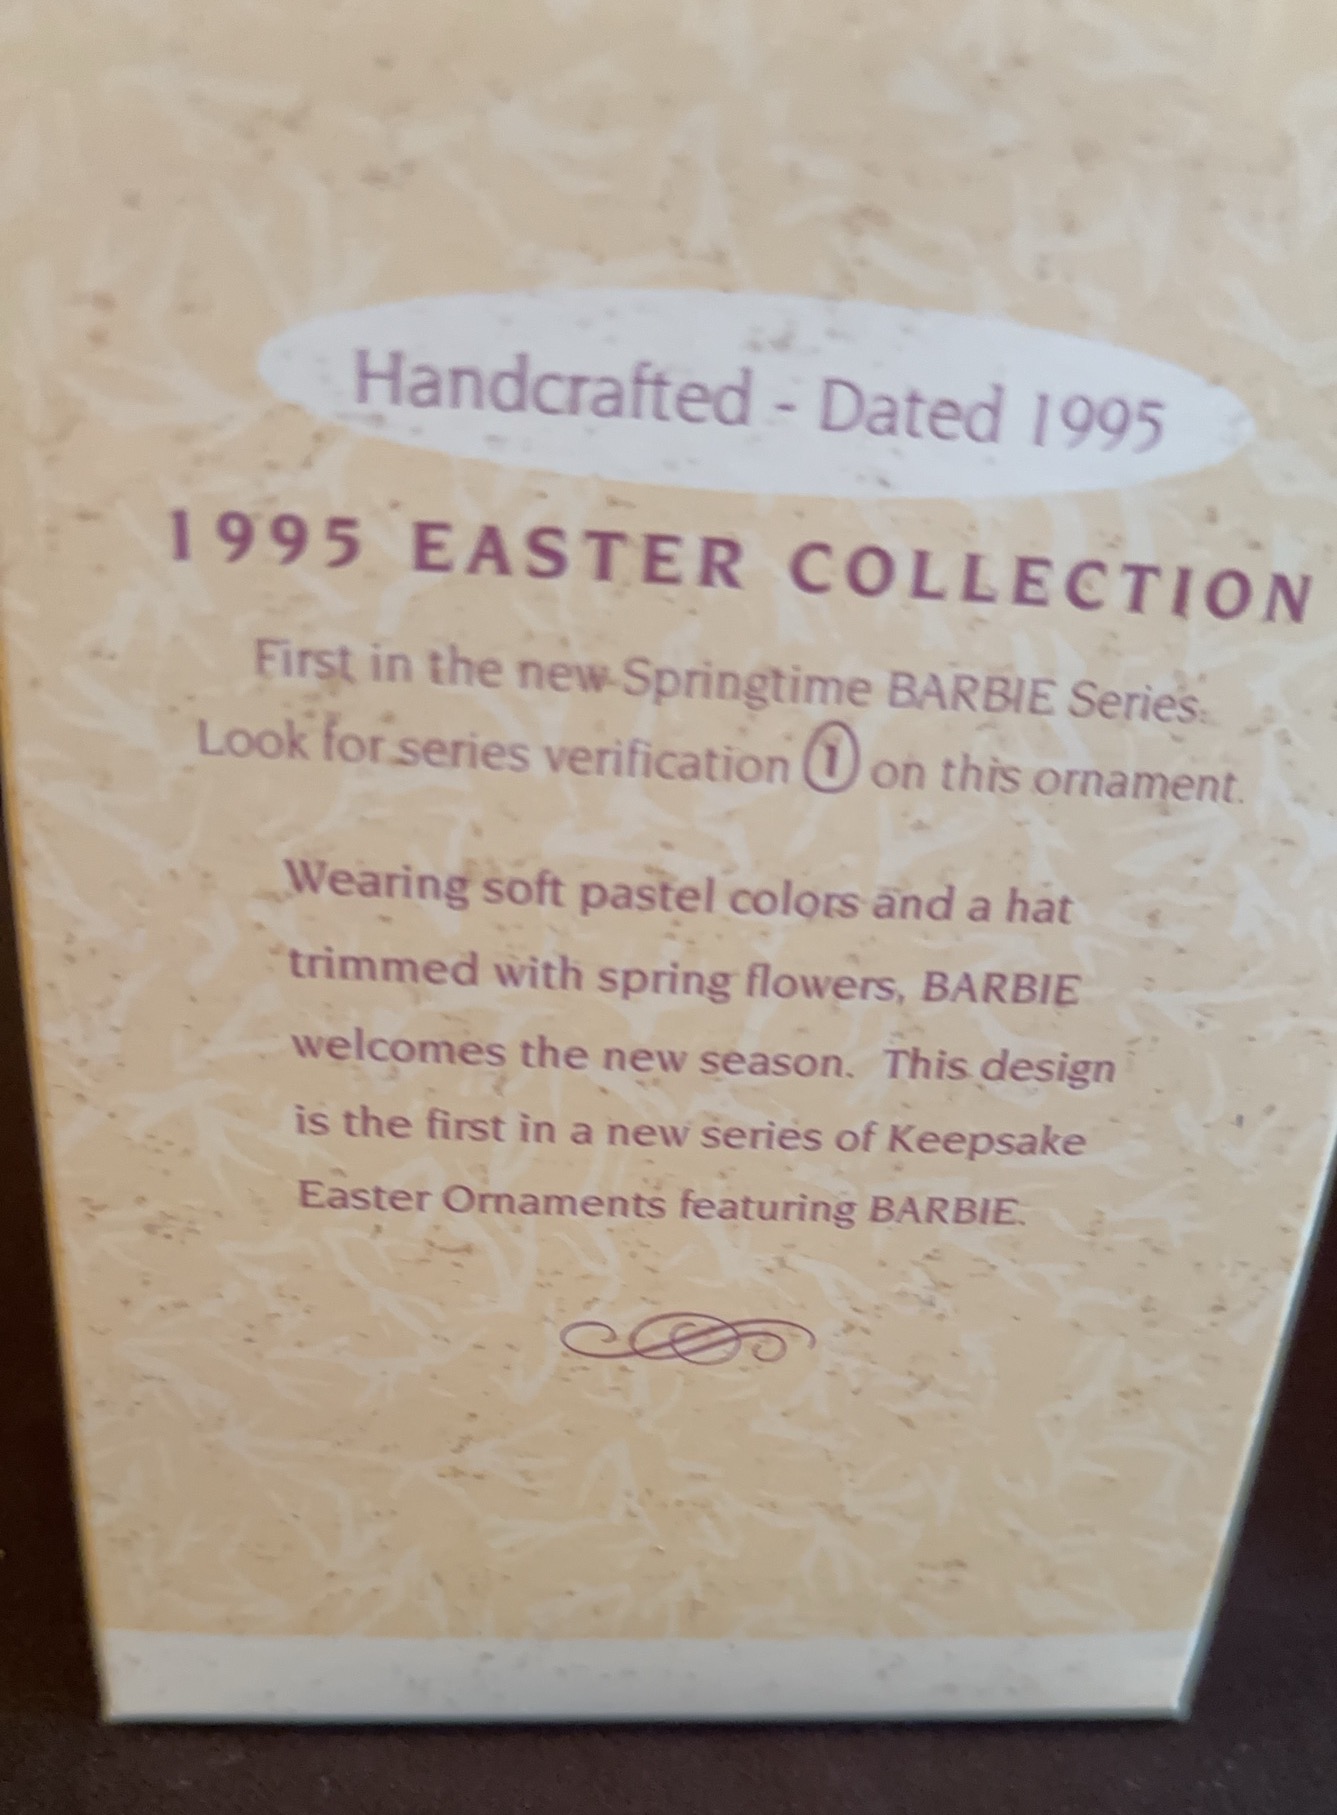 Handcrafted - Dated 1995
1995 EASTER COLLECTION
First in the new Springtime BARBIE Series.
Look for series verification ① on this ornament.
Wearing soft pastel colors and a hat
trimmed with spring flowers, BARBIE
welcomes the new season. This design
is the first in a new series of Keepsake
Easter Ornaments featuring BARBIE.